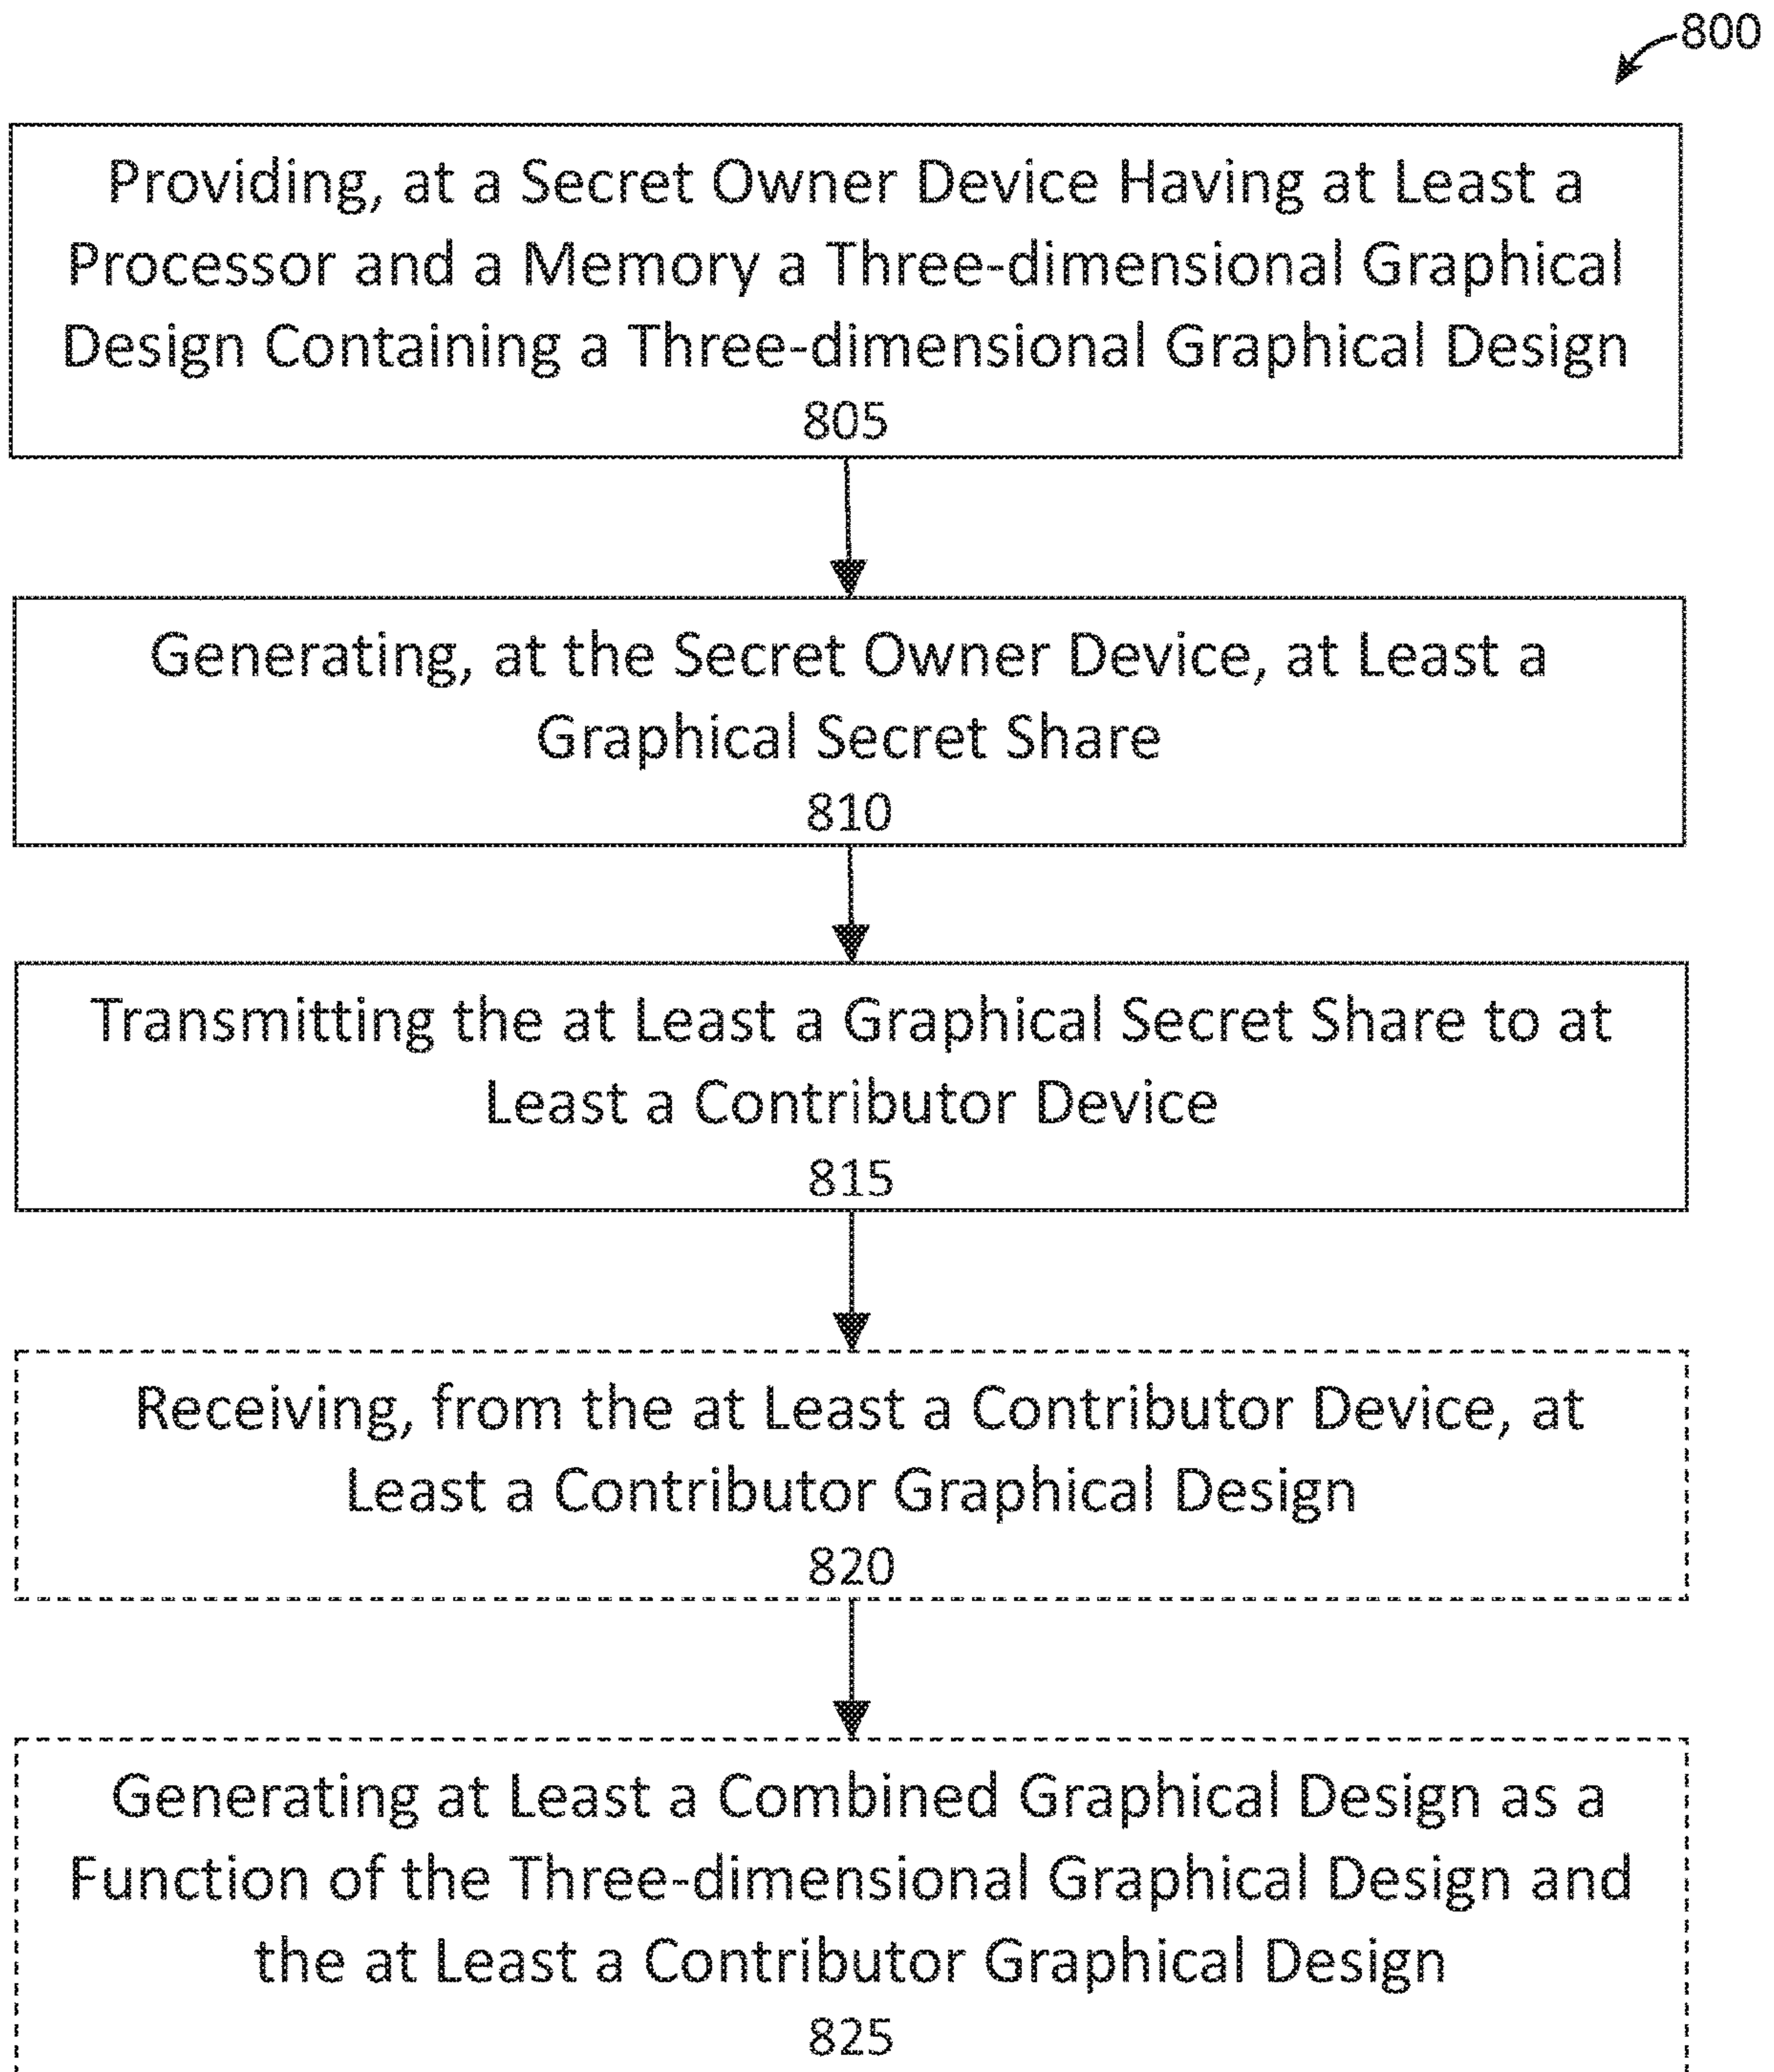 800
Providing, at a Secret Owner Device Having at Least a
Processor and a Memory a Three-dimensional Graphical
Design Containing a Three-dimensional Graphical Design
805
Generating, at the Secret Owner Device, at Least a
Graphical Secret Share
810
Transmitting the at Least a Graphical Secret Share to at
Least a Contributor Device
815
Receiving, from the at Least a Contributor Device, at
Least a Contributor Graphical Design
820
Generating at Least a Combined Graphical Design as a
Function of the Three-dimensional Graphical Design and
the at Least a Contributor Graphical Design
825